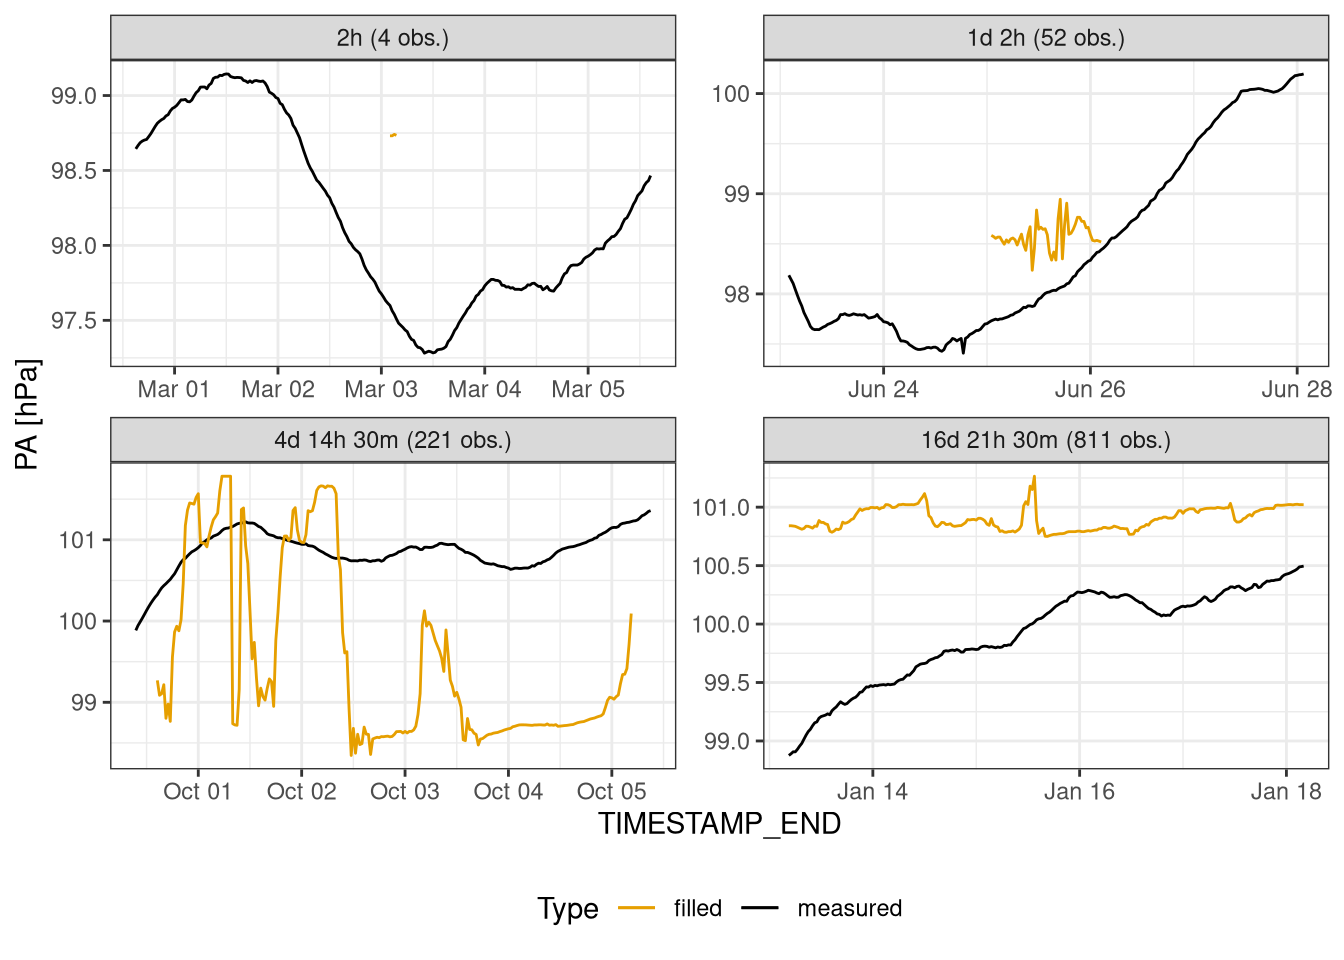 2h (4 obs.)
1d 2h (52 obs.)
99.0
98.5
98.0
97.5
100
99
98
Mar 01 Mar 02 Mar 03 Mar 04 Mar 05
Jun 24 Jun 26 Jun 28
PA [hPa]
4d 14h 30m (221 obs.)
16d 21h 30m (811 obs.)
101
100
99
101.0
100.5
100.0
99.5
99.0
Oct 01 Oct 02 Oct 03 Oct 04 Oct 05
Jan 14 Jan 16 Jan 18
TIMESTAMP_END
Type filled measured